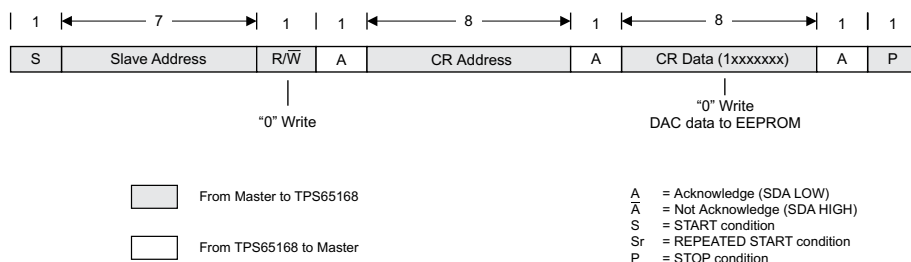 1 7 1 1 8 1 8 1 1
S Slave Address R/W̅ A CR Address A CR Data (1xxxxxxx) A P
“0” Write
“0” Write
DAC data to EEPROM
From Master to TPS65168
From TPS65168 to Master
A = Acknowledge (SDA LOW)
A̅ = Not Acknowledge (SDA HIGH)
S = START condition
Sr = REPEATED START condition
P = STOP condition